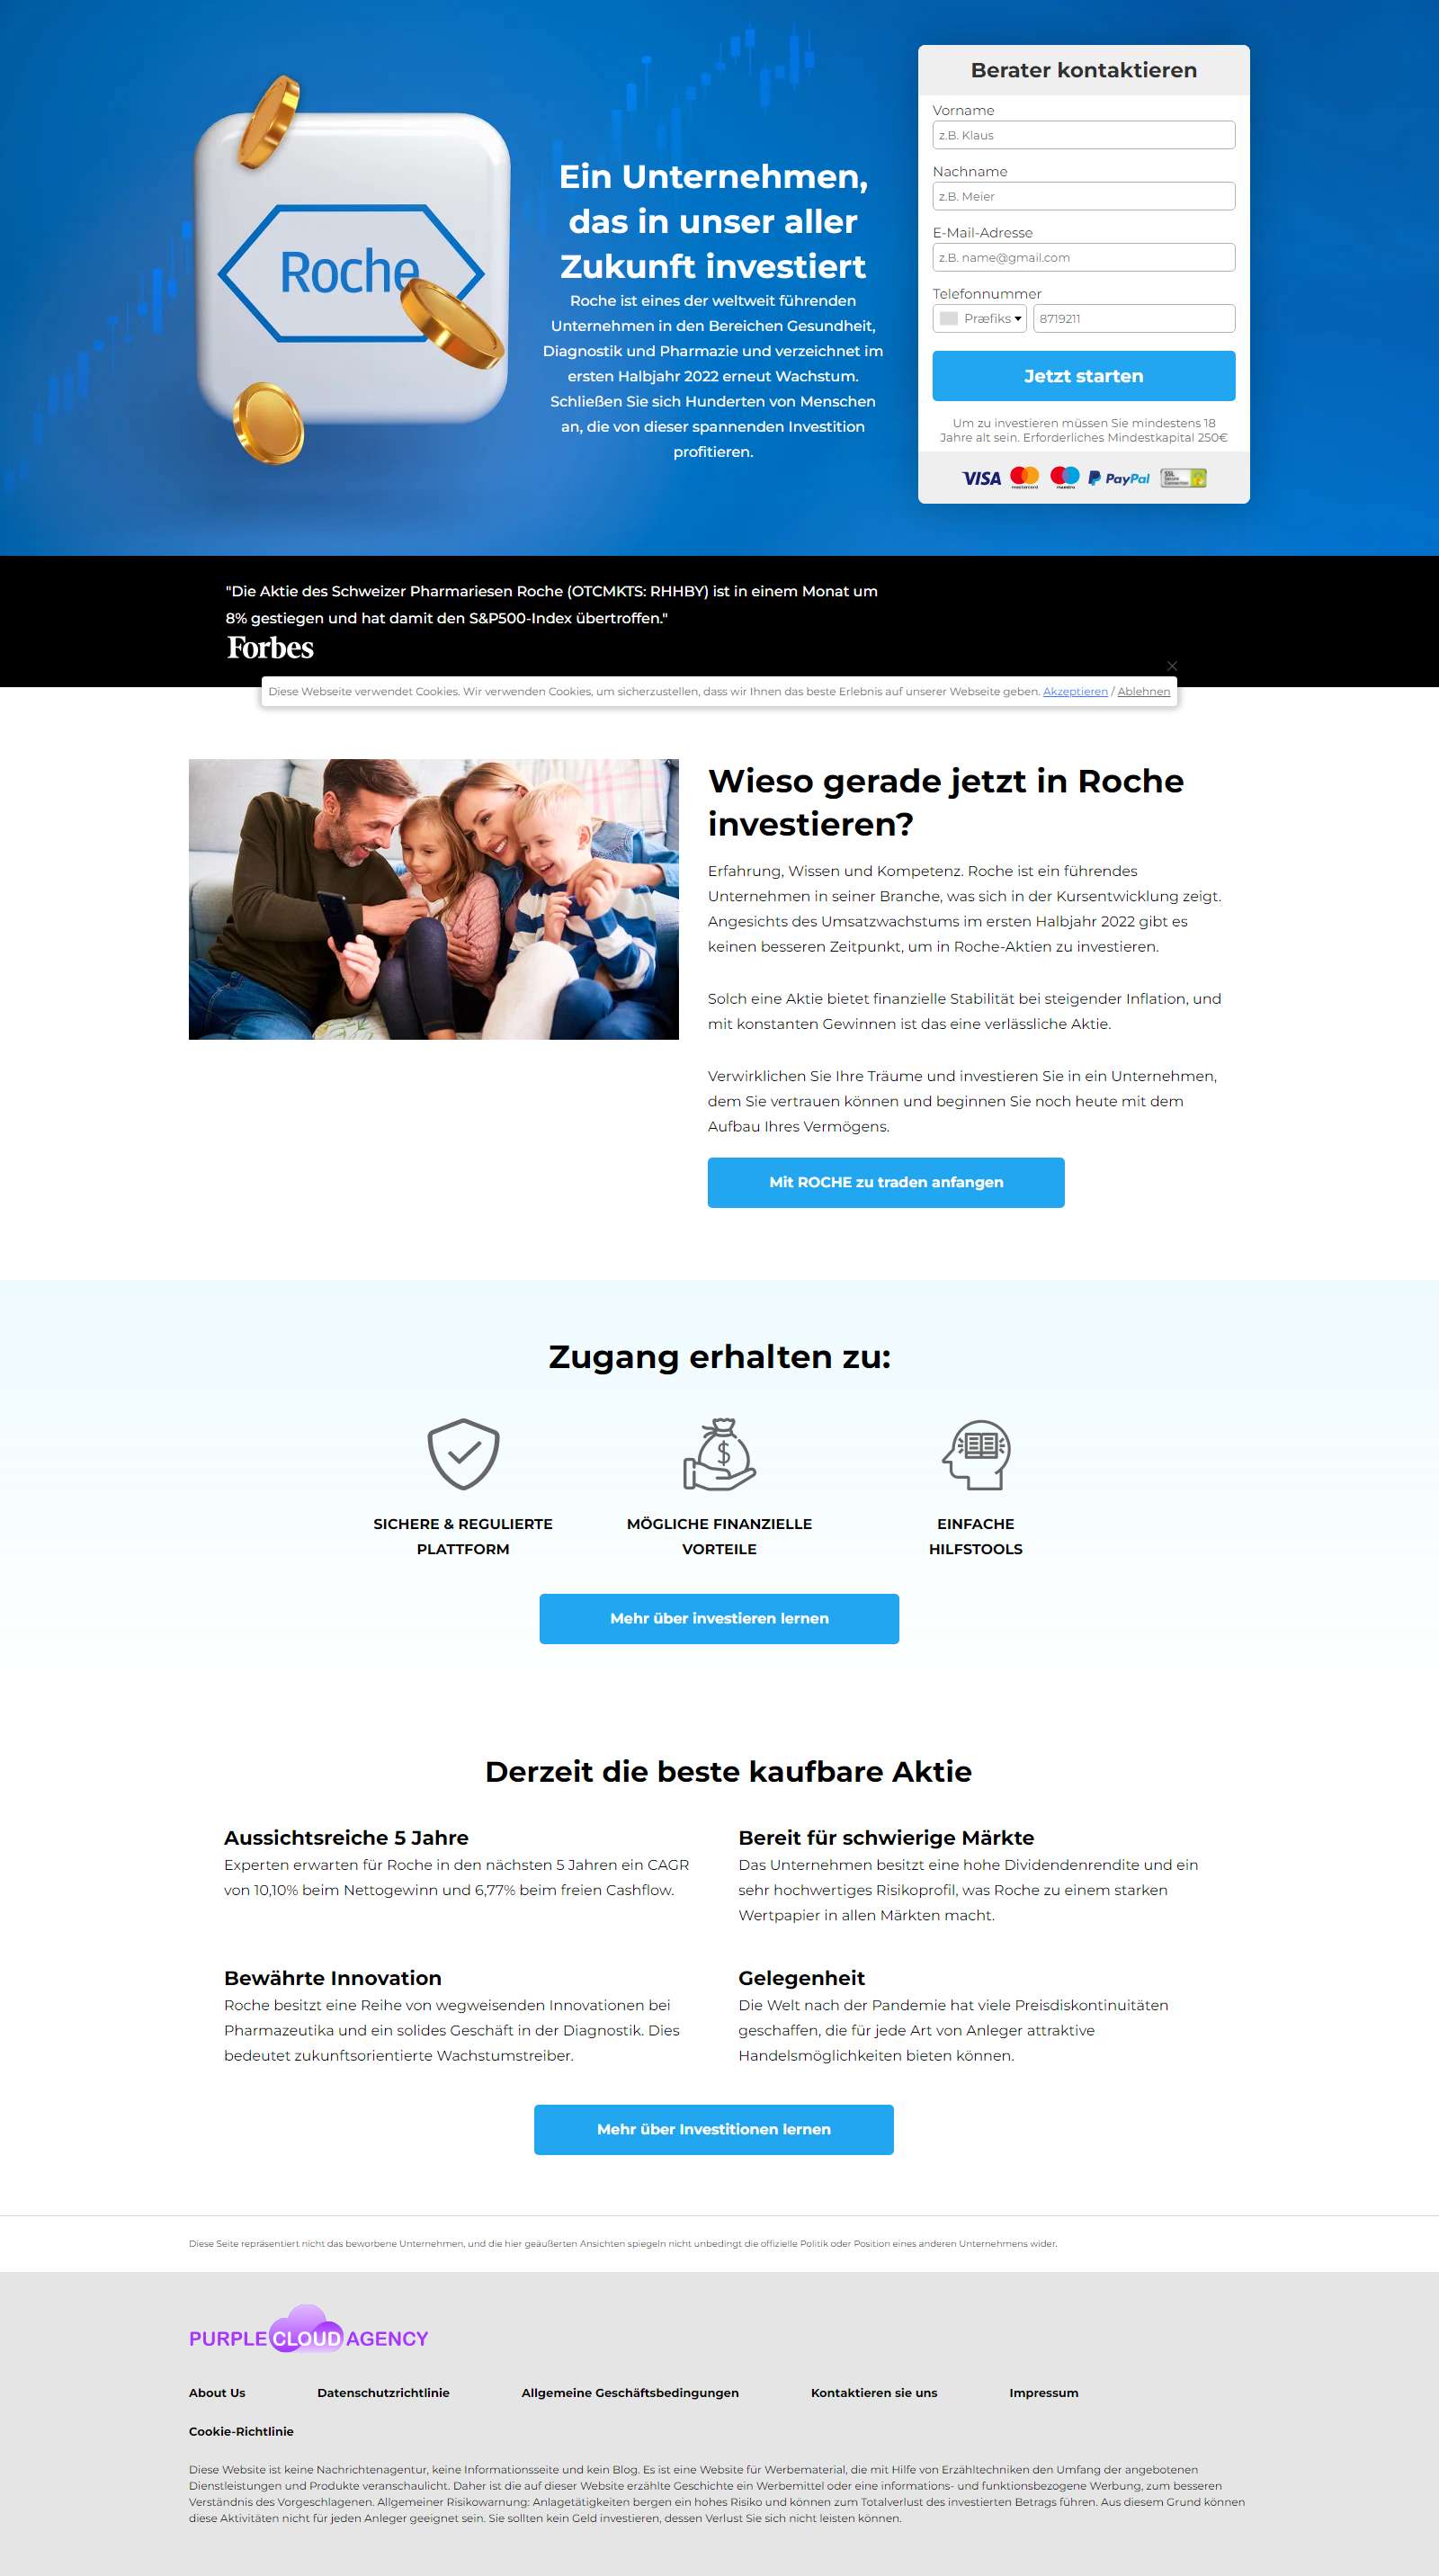 Roche
Ein Unternehmen,
das in unser aller
Zukunft investiert
Roche ist eines der weltweit führenden
Unternehmen in den Bereichen Gesundheit,
Diagnostik und Pharmazie und verzeichnet im
ersten Halbjahr 2022 erneut Wachstum.
Schließen Sie sich Hunderten von Menschen
an, die von dieser spannenden Investition
profitieren.
Berater kontaktieren
Vorname
z.B. Klaus
Nachname
z.B. Meier
E-Mail-Adresse
z.B. name@gmail.com
Telefonnummer
Præfiks 8719211
Jetzt starten
Um zu investieren müssen Sie mindestens 18
Jahre alt sein. Erforderliches Mindestkapital 250€
VISA mastercard maestro PayPal SSL Secure Connection
"Die Aktie des Schweizer Pharmariesen Roche (OTCMKTS: RHHBY) ist in einem Monat um
8% gestiegen und hat damit den S&P500-Index übertroffen."
Forbes
Diese Webseite verwendet Cookies. Wir verwenden Cookies, um sicherzustellen, dass wir Ihnen das beste Erlebnis auf unserer Webseite geben. Akzeptieren / Ablehnen
Wieso gerade jetzt in Roche
investieren?
Erfahrung, Wissen und Kompetenz. Roche ist ein führendes
Unternehmen in seiner Branche, was sich in der Kursentwicklung zeigt.
Angesichts des Umsatzwachstums im ersten Halbjahr 2022 gibt es
keinen besseren Zeitpunkt, um in Roche-Aktien zu investieren.
Solch eine Aktie bietet finanzielle Stabilität bei steigender Inflation, und
mit konstanten Gewinnen ist das eine verlässliche Aktie.
Verwirklichen Sie Ihre Träume und investieren Sie in ein Unternehmen,
dem Sie vertrauen können und beginnen Sie noch heute mit dem
Aufbau Ihres Vermögens.
Mit ROCHE zu traden anfangen
Zugang erhalten zu:
SICHERE & REGULIERTE
PLATTFORM
MÖGLICHE FINANZIELLE
VORTEILE
EINFACHE
HILFSTOOLS
Mehr über investieren lernen
Derzeit die beste kaufbare Aktie
Aussichtsreiche 5 Jahre
Experten erwarten für Roche in den nächsten 5 Jahren ein CAGR
von 10,10% beim Nettogewinn und 6,77% beim freien Cashflow.
Bereit für schwierige Märkte
Das Unternehmen besitzt eine hohe Dividendenrendite und ein
sehr hochwertiges Risikoprofil, was Roche zu einem starken
Wertpapier in allen Märkten macht.
Bewährte Innovation
Roche besitzt eine Reihe von wegweisenden Innovationen bei
Pharmazeutika und ein solides Geschäft in der Diagnostik. Dies
bedeutet zukunftsorientierte Wachstumstreiber.
Gelegenheit
Die Welt nach der Pandemie hat viele Preisdiskontinuitäten
geschaffen, die für jede Art von Anleger attraktive
Handelsmöglichkeiten bieten können.
Mehr über Investitionen lernen
Diese Seite repräsentiert nicht das beworbene Unternehmen, und die hier geäußerten Ansichten spiegeln nicht unbedingt die offizielle Politik oder Position eines anderen Unternehmens wider.
PURPLE CLOUD AGENCY
About Us Datenschutzrichtlinie Allgemeine Geschäftsbedingungen Kontaktieren sie uns Impressum
Cookie-Richtlinie
Diese Website ist keine Nachrichtenagentur, keine Informationsseite und kein Blog. Es ist eine Website für Werbematerial, die mit Hilfe von Erzähltechniken den Umfang der angebotenen
Dienstleistungen und Produkte veranschaulicht. Daher ist die auf dieser Website erzählte Geschichte ein Werbemittel oder eine informations- und funktionsbezogene Werbung, zum besseren
Verständnis des Vorgeschlagenen. Allgemeiner Risikowarnung: Anlagetätigkeiten bergen ein hohes Risiko und können zum Totalverlust des investierten Betrags führen. Aus diesem Grund können
diese Aktivitäten nicht für jeden Anleger geeignet sein. Sie sollten kein Geld investieren, dessen Verlust Sie sich nicht leisten können.